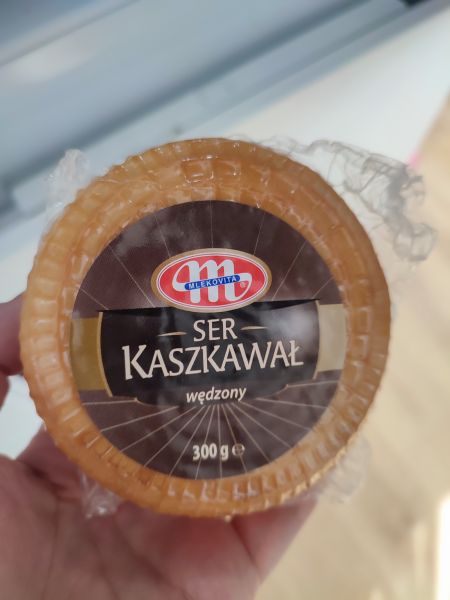 m
MLEKOVITA ®
SER
KASZKAWAŁ
wędzony
300 g ℮